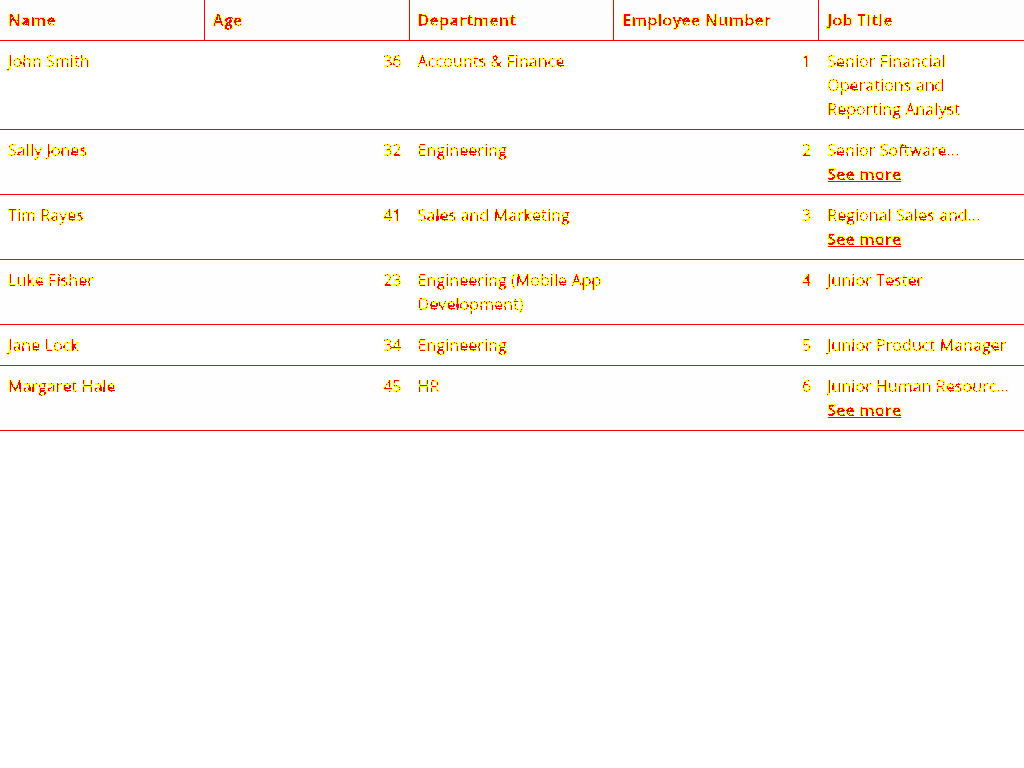 Name Age Department Employee Number Job Title
John Smith 36 Accounts & Finance 1 Senior Financial
Operations and
Reporting Analyst
Sally Jones 32 Engineering 2 Senior Software...
See more
Tim Rayes 41 Sales and Marketing 3 Regional Sales and...
See more
Luke Fisher 23 Engineering (Mobile App 4 Junior Tester
Development)
Jane Lock 34 Engineering 5 Junior Product Manager
Margaret Hale 45 HR 6 Junior Human Resourc...
See more